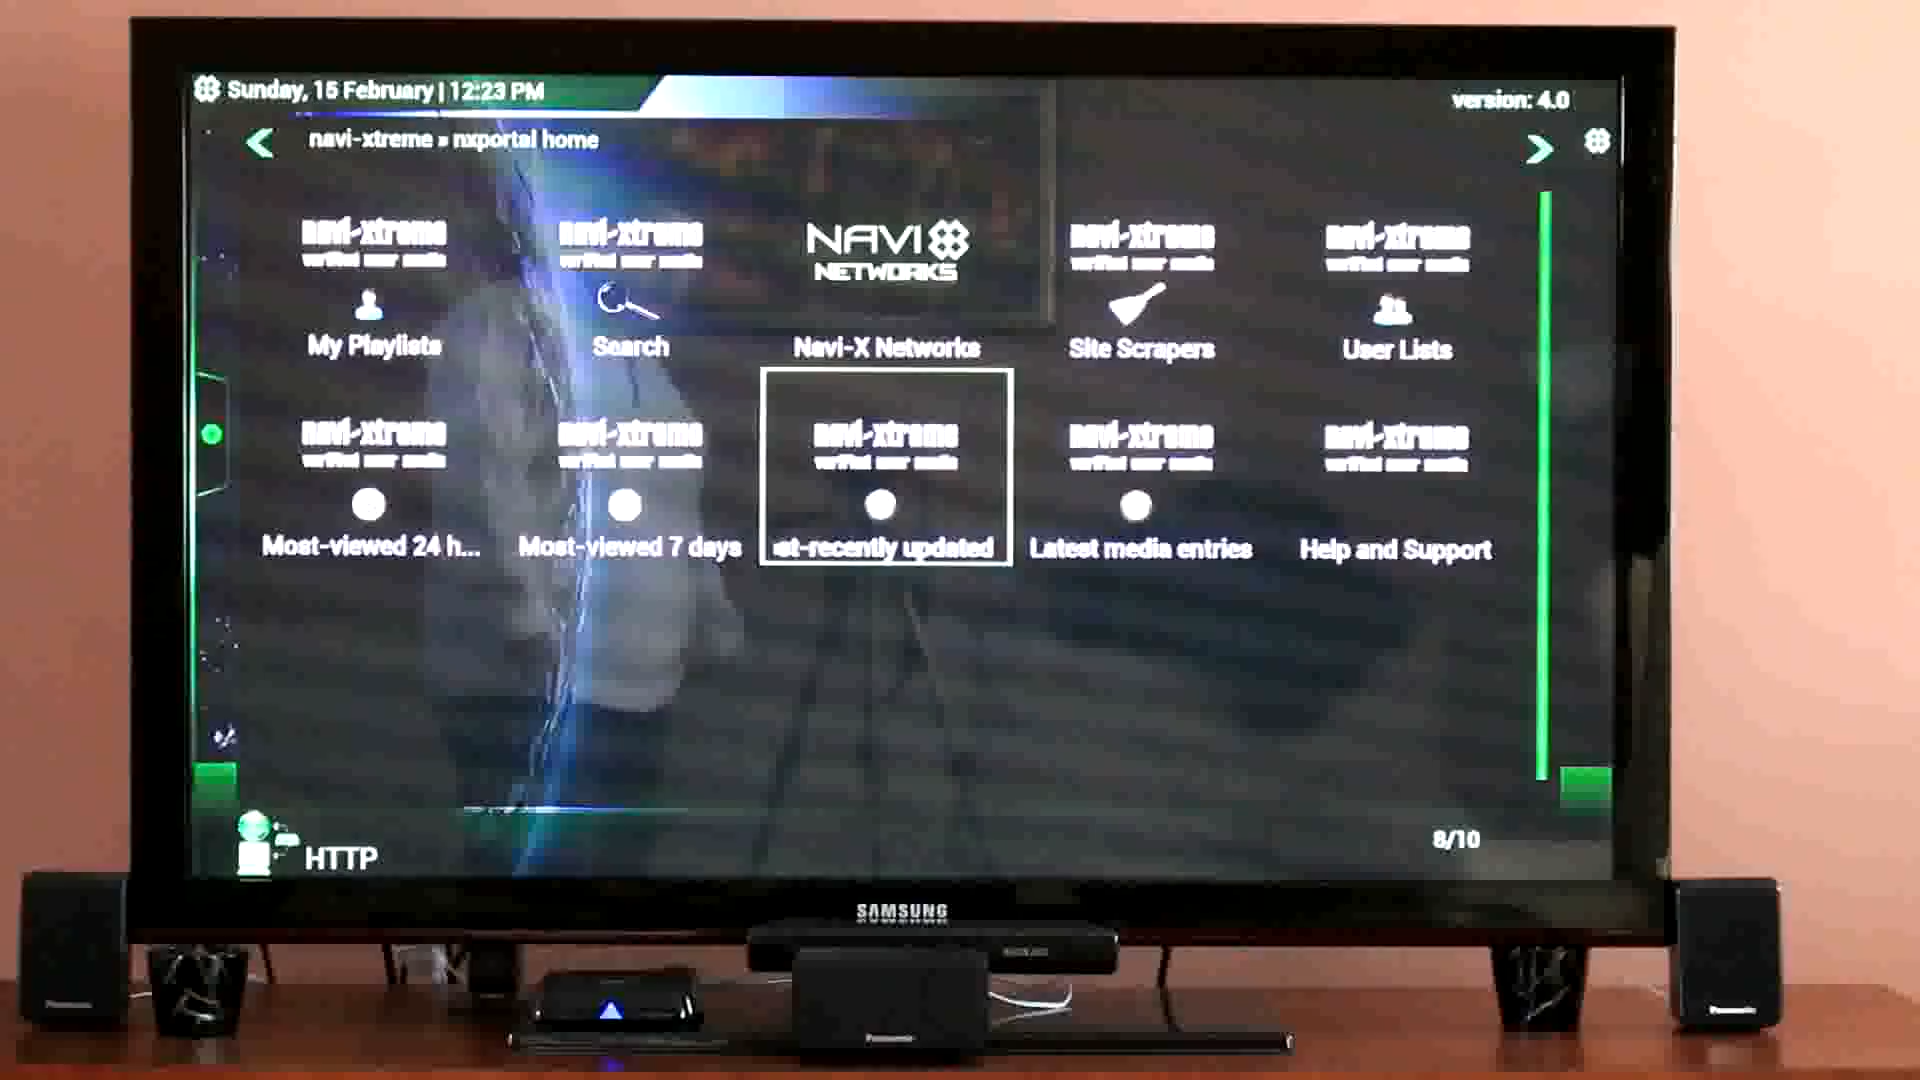 Sunday, 15 February | 12:23 PM
version: 4.0
navi-xtreme » nxportal home
navi-xtreme
navi-xtreme
NAVI
NETWORKS
navi-xtreme
navi-xtreme
My Playlists
Search
Navi-X Networks
Site Scrapers
User Lists
navi-xtreme
navi-xtreme
navi-xtreme
navi-xtreme
navi-xtreme
Most-viewed 24 h...
Most-viewed 7 days
st-recently updated
Latest media entries
Help and Support
8/10
HTTP
SAMSUNG
Panasonic
Panasonic
Panasonic